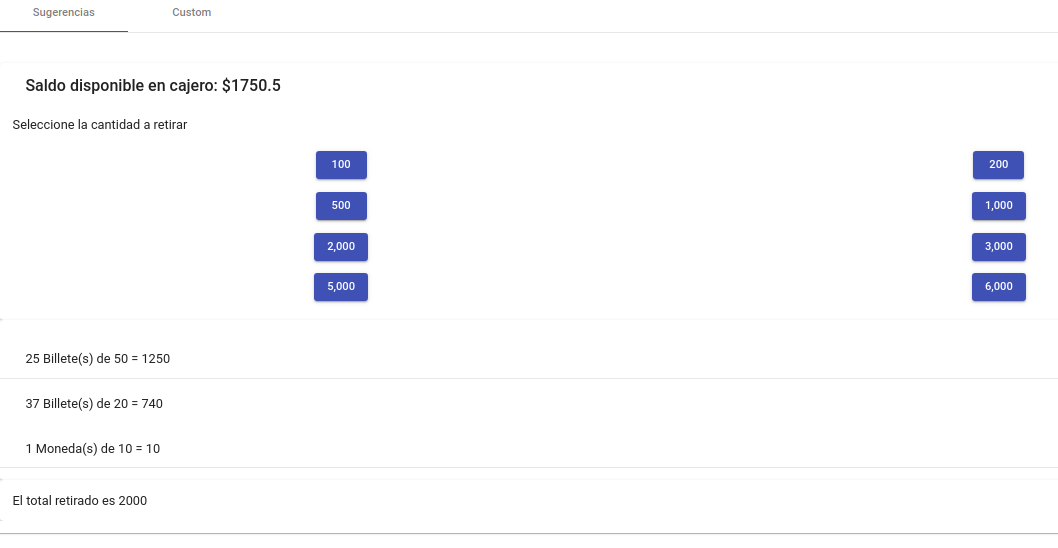 Sugerencias Custom
Saldo disponible en cajero: $1750.5
Seleccione la cantidad a retirar
100 200
500 1,000
2,000 3,000
5,000 6,000
25 Billete(s) de 50 = 1250
37 Billete(s) de 20 = 740
1 Moneda(s) de 10 = 10
El total retirado es 2000